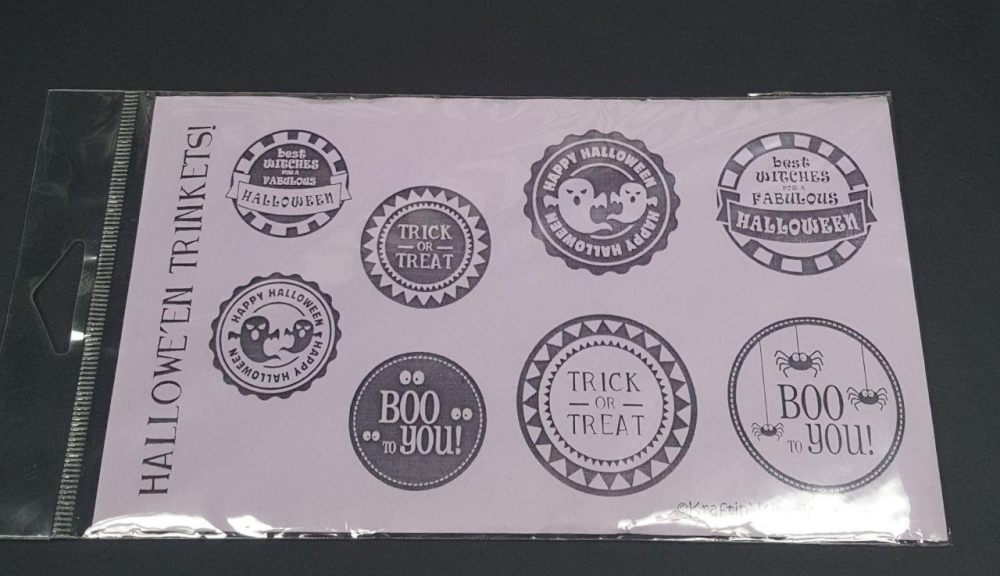 HALLOWE'EN TRINKETS!
best
WITCHES
FOR A
FABULOUS
HALLOWEEN
TRICK
OR
TREAT
HAPPY HALLOWEEN
HAPPY HALLOWEEN
best
WITCHES
FOR A
FABULOUS
HALLOWEEN
HAPPY HALLOWEEN
HAPPY HALLOWEEN
BOO
TO YOU!
TRICK
OR
TREAT
BOO
TO YOU!